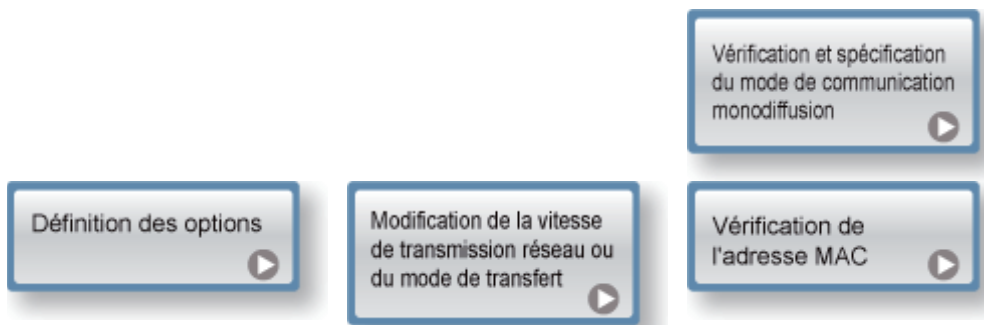 Vérification et spécification
du mode de communication
monodiffusion
Définition des options
Modification de la vitesse
de transmission réseau ou
du mode de transfert
Vérification de
l'adresse MAC